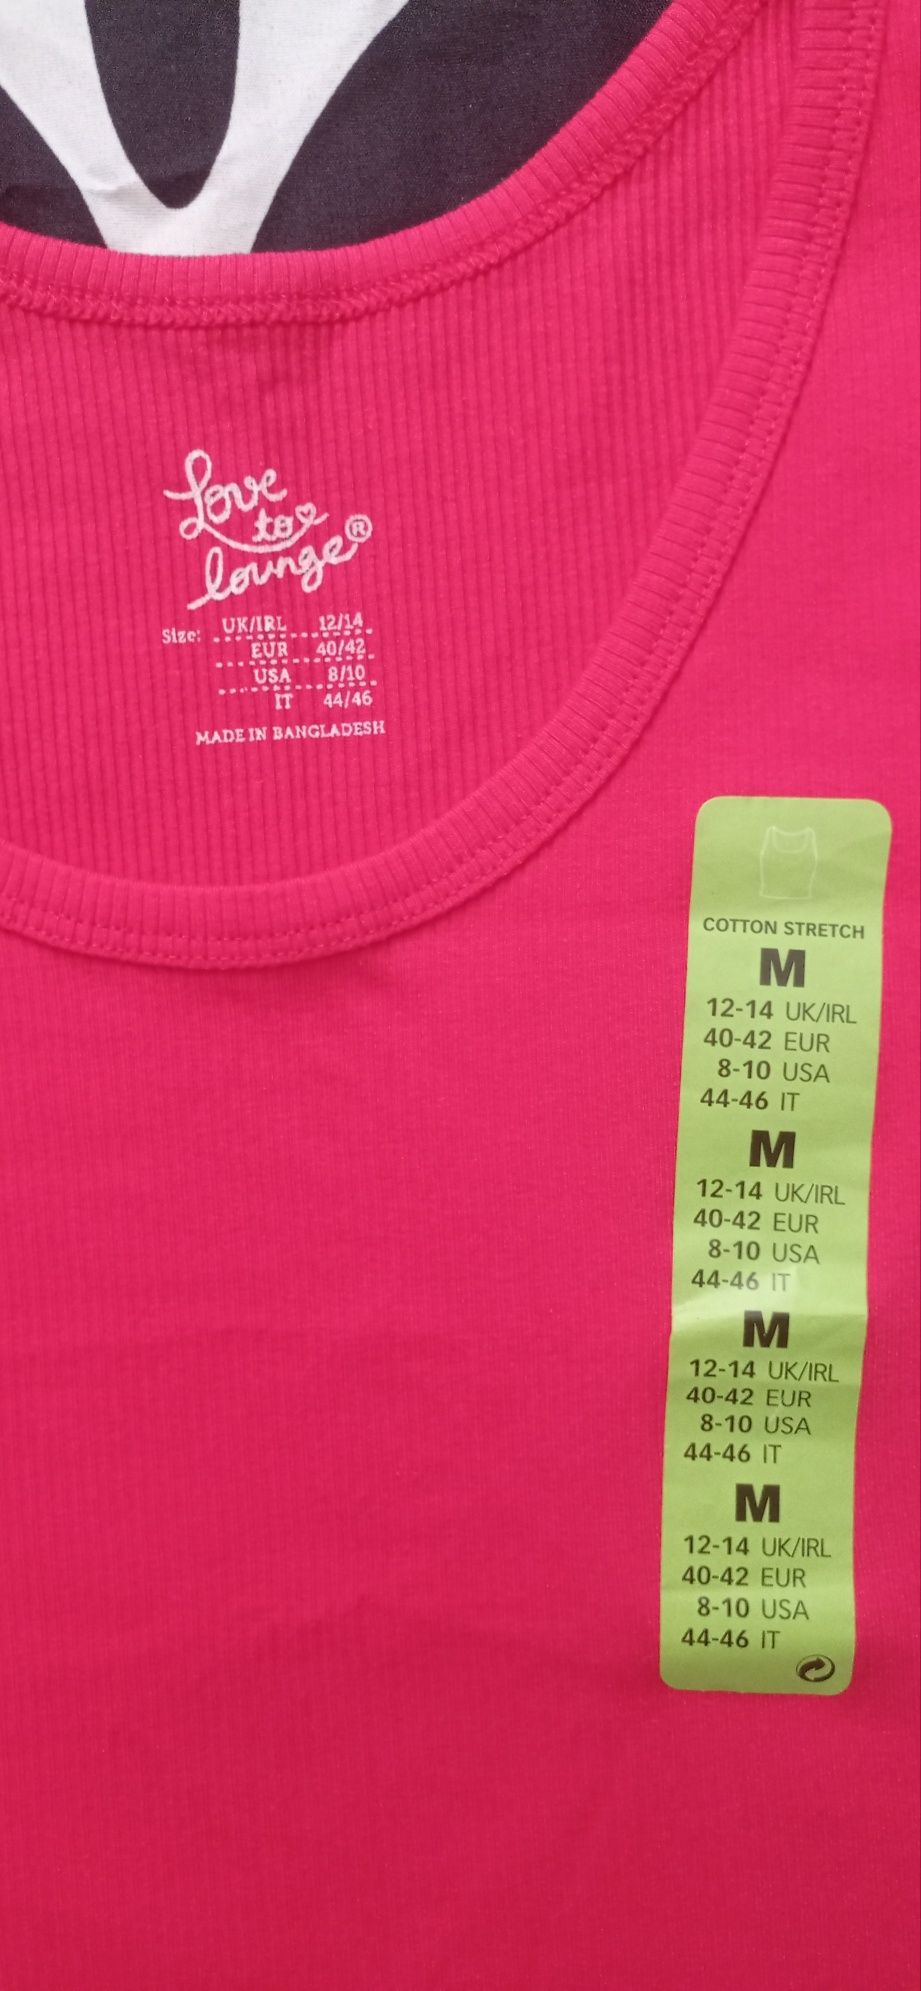 Love
to
lounge®
Size: UK/IRL 12/14
EUR 40/42
USA 8/10
IT 44/46
MADE IN BANGLADESH
COTTON STRETCH
M
12-14 UK/IRL
40-42 EUR
8-10 USA
44-46 IT
M
12-14 UK/IRL
40-42 EUR
8-10 USA
44-46 IT
M
12-14 UK/IRL
40-42 EUR
8-10 USA
44-46 IT
M
12-14 UK/IRL
40-42 EUR
8-10 USA
44-46 IT